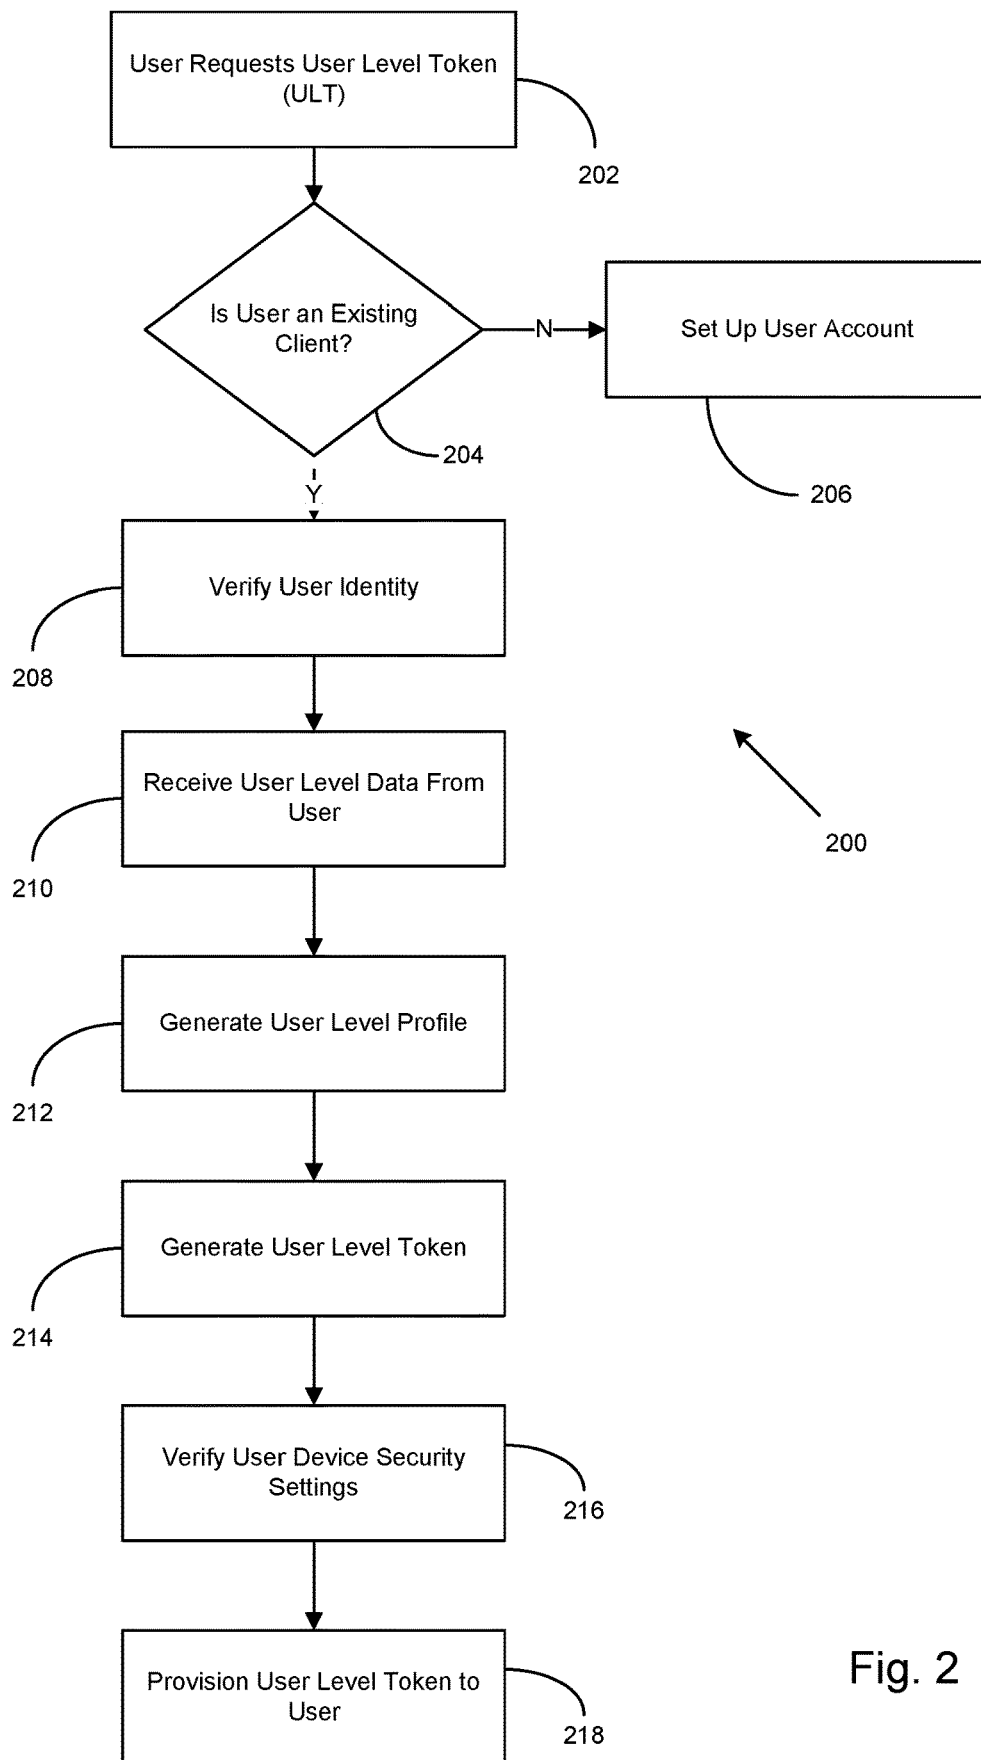 User Requests User Level Token
(ULT)
202
Is User an Existing
Client?
N
Set Up User Account
204
206
Y
Verify User Identity
208
Receive User Level Data From
User
210
200
Generate User Level Profile
212
Generate User Level Token
214
Verify User Device Security
Settings
216
Provision User Level Token to
User
218
Fig. 2